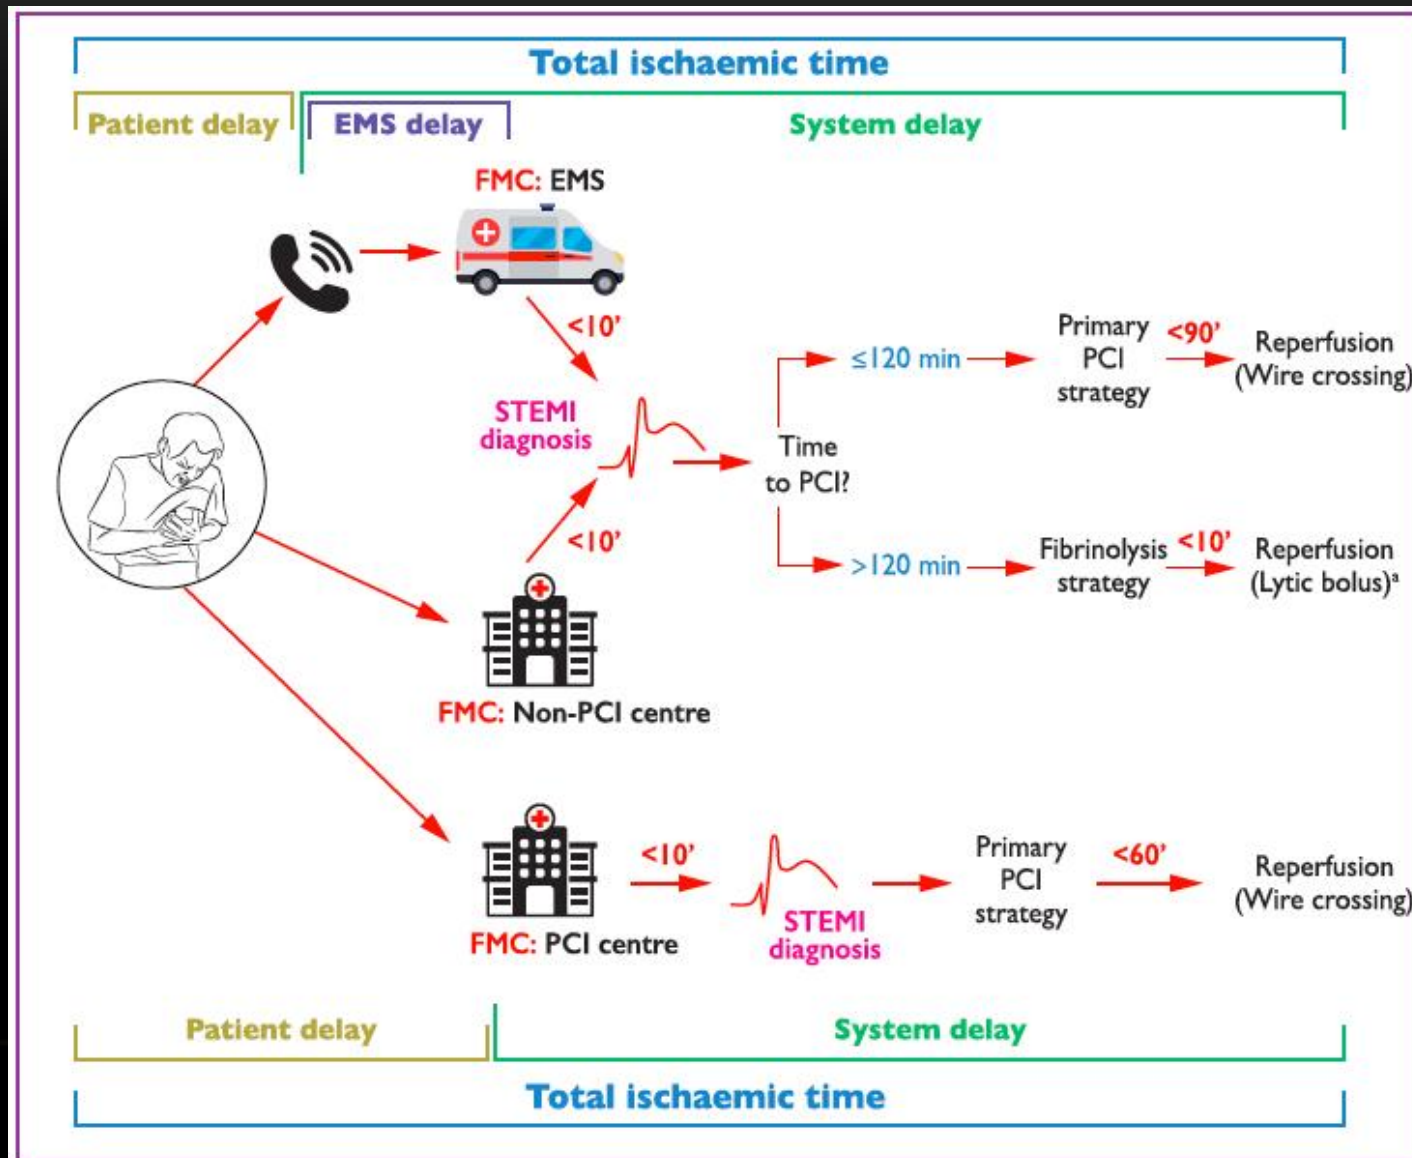 Total ischaemic time
Patient delay
EMS delay
System delay
FMC: EMS
<10'
STEMI
diagnosis
<10'
Time
to PCI?
≤120 min
Primary
PCI
strategy
<90'
Reperfusion
(Wire crossing)
>120 min
Fibrinolysis
strategy
<10'
Reperfusion
(Lytic bolus)ª
FMC: Non-PCI centre
FMC: PCI centre
<10'
STEMI
diagnosis
Primary
PCI
strategy
<60'
Reperfusion
(Wire crossing)
Patient delay
System delay
Total ischaemic time